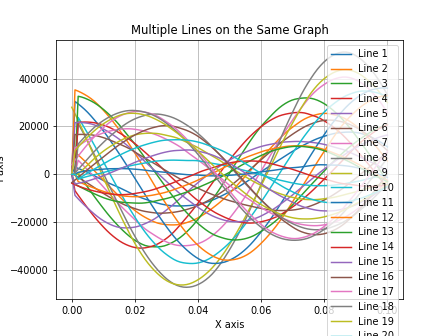 Multiple Lines on the Same Graph
40000
20000
0
−20000
−40000
0.00
0.02
0.04
0.06
X axis
Line 1
Line 2
Line 3
Line 4
Line 5
Line 6
Line 7
Line 8
Line 9
Line 10
Line 11
Line 12
Line 13
Line 14
Line 15
Line 16
Line 17
Line 18
Line 19
Line 20